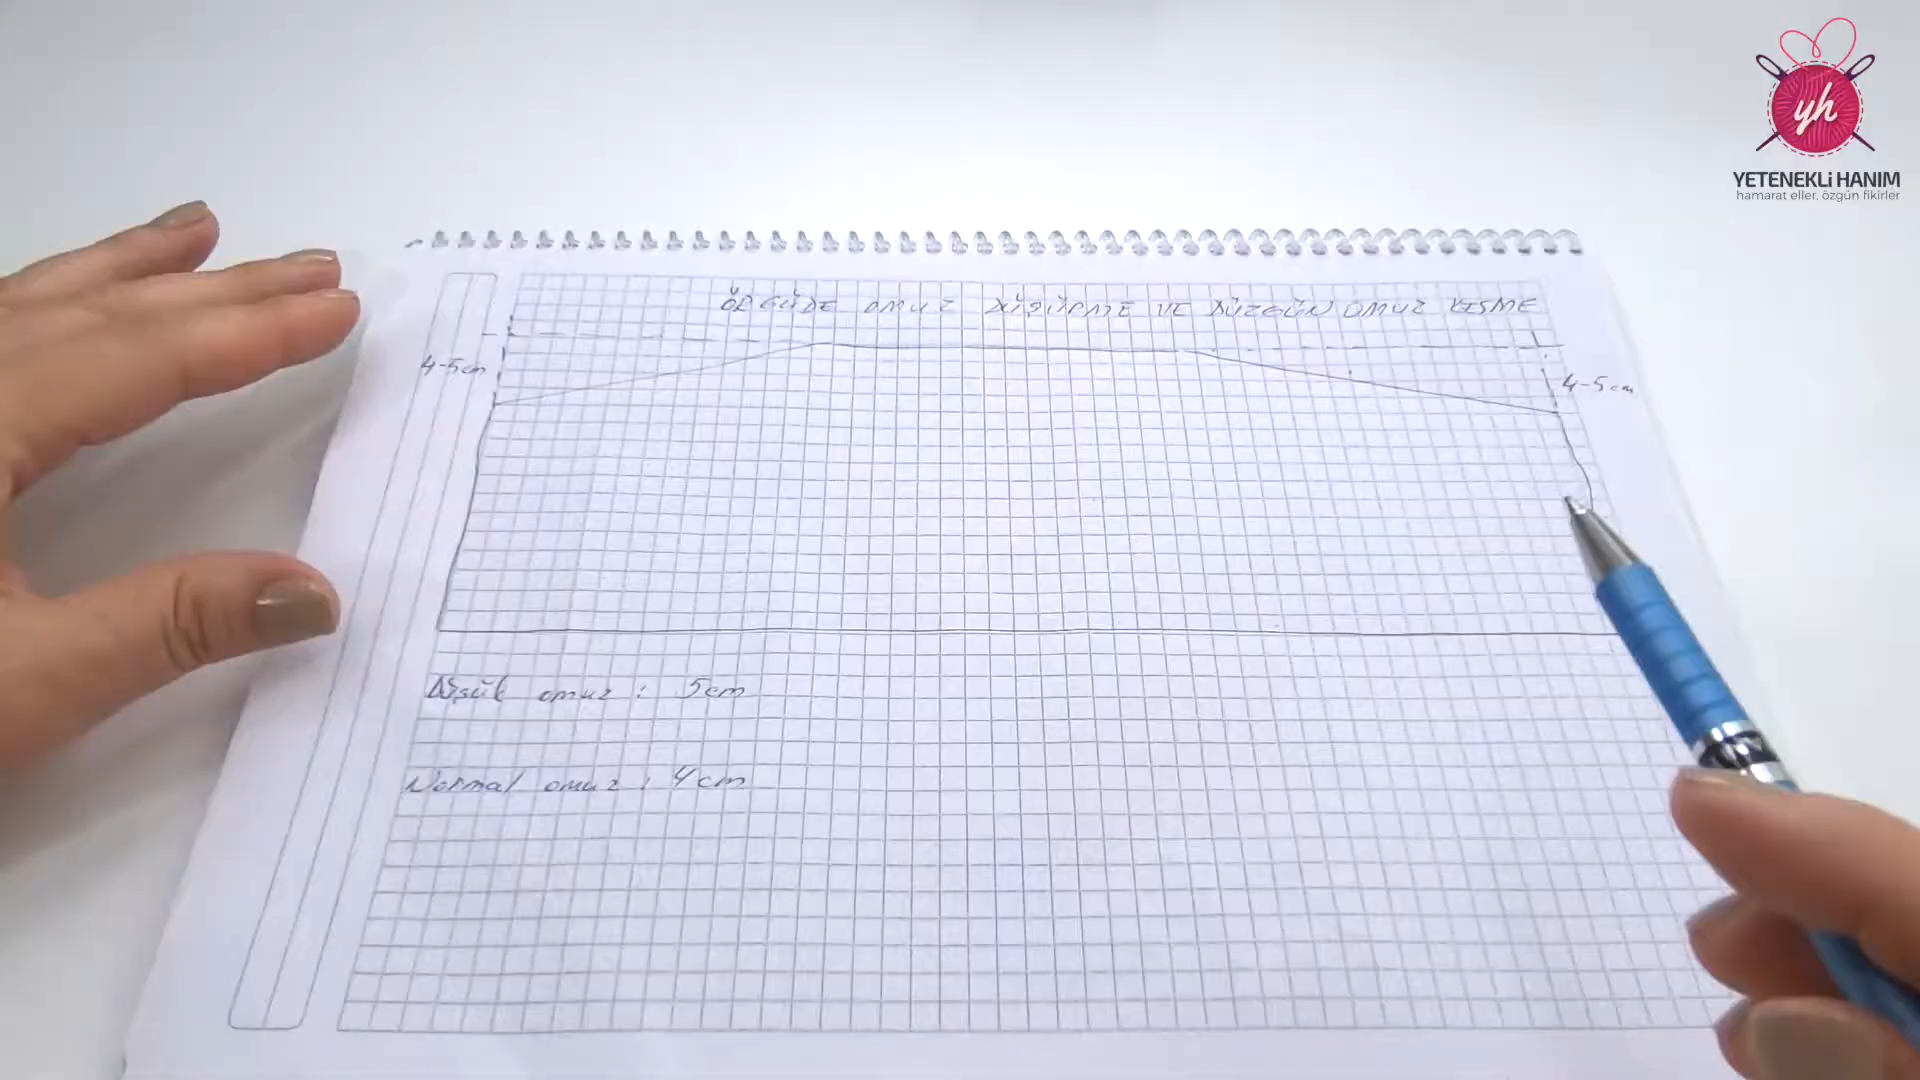 yh
YETENEKLİ HANIM
hamarat eller, özgün fikirler
ÖRGÜDE OMUZ DÜŞÜRME VE DÜZGÜN OMUZ KESME
4-5cm
4-5cm
Düşük omuz : 5cm
Normal omuz : 4cm